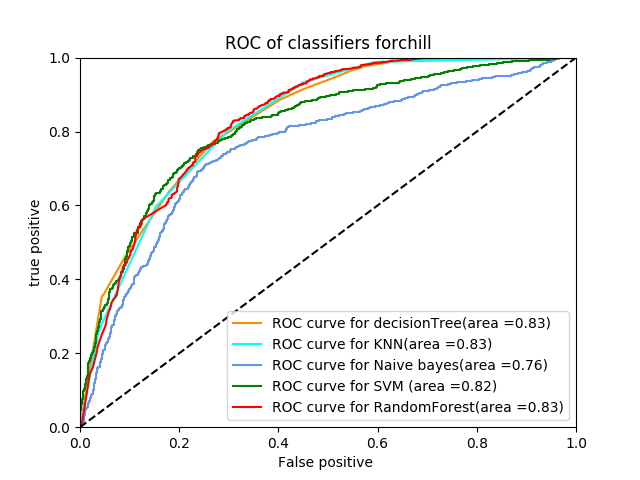 ROC of classifiers forchill
1.0
0.8
0.6
0.4
0.2
0.0
true positive
ROC curve for decisionTree(area =0.83)
ROC curve for KNN(area =0.83)
ROC curve for Naive bayes(area =0.76)
ROC curve for SVM (area =0.82)
ROC curve for RandomForest(area =0.83)
0.0 0.2 0.4 0.6 0.8 1.0
False positive